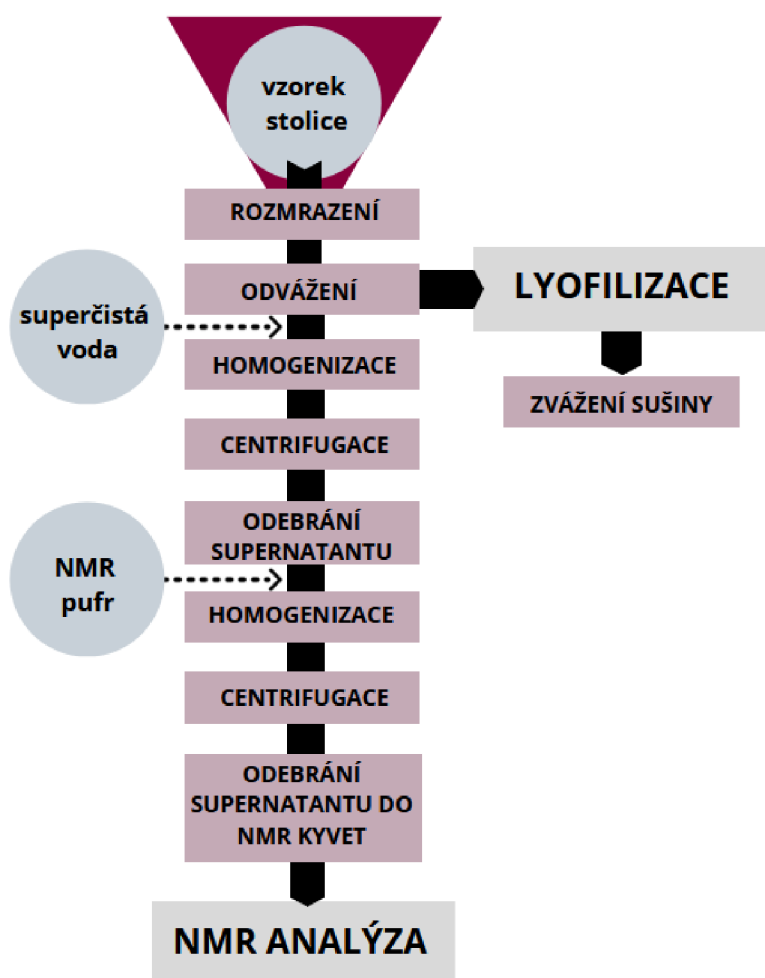 vzorek
stolice
ROZMRAZENÍ
ODVÁŽENÍ
LYOFILIZACE
superčistá
voda
HOMOGENIZACE
ZVÁŽENÍ SUŠINY
CENTRIFUGACE
ODEBRÁNÍ
SUPERNATANTU
NMR
pufr
HOMOGENIZACE
CENTRIFUGACE
ODEBRÁNÍ
SUPERNATANTU DO
NMR KYVET
NMR ANALÝZA